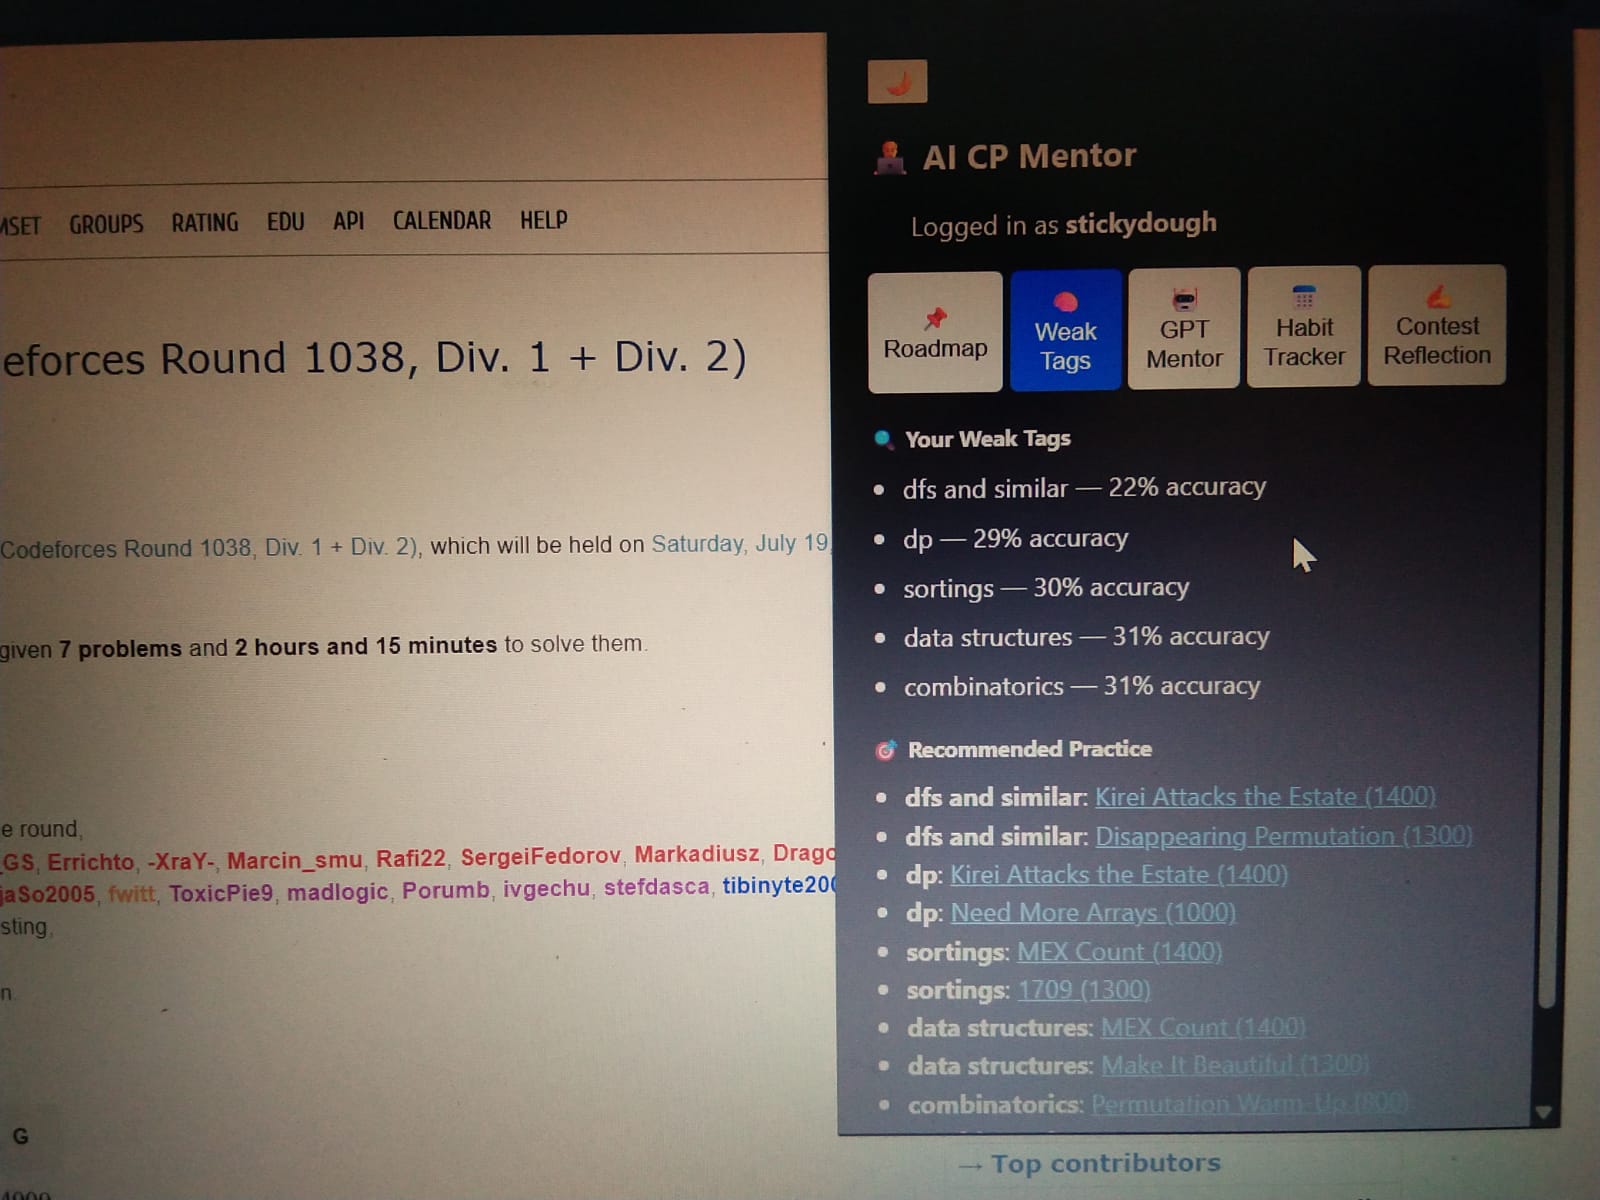 MSET GROUPS RATING EDU API CALENDAR HELP
eforces Round 1038, Div. 1 + Div. 2)
Codeforces Round 1038, Div. 1 + Div. 2), which will be held on Saturday, July 19,
given 7 problems and 2 hours and 15 minutes to solve them.
e round,
_GS, Errichto, -XraY-, Marcin_smu, Rafi22, SergeiFedorov, Markadiusz, Drago
jaSo2005, fwitt, ToxicPie9, madlogic, Porumb, ivgechu, stefdasca, tibinyte200
sting,
n.
G
AI CP Mentor
Logged in as stickydough
Roadmap
Weak
Tags
GPT
Mentor
Habit
Tracker
Contest
Reflection
Your Weak Tags
dfs and similar — 22% accuracy
dp — 29% accuracy
sortings — 30% accuracy
data structures — 31% accuracy
combinatorics — 31% accuracy
Recommended Practice
dfs and similar: Kirei Attacks the Estate (1400)
dfs and similar: Disappearing Permutation (1300)
dp: Kirei Attacks the Estate (1400)
dp: Need More Arrays (1000)
sortings: MEX Count (1400)
sortings: 1709 (1300)
data structures: MEX Count (1400)
data structures: Make It Beautiful (1300)
combinatorics: Permutation Warm-Up (800)
→ Top contributors